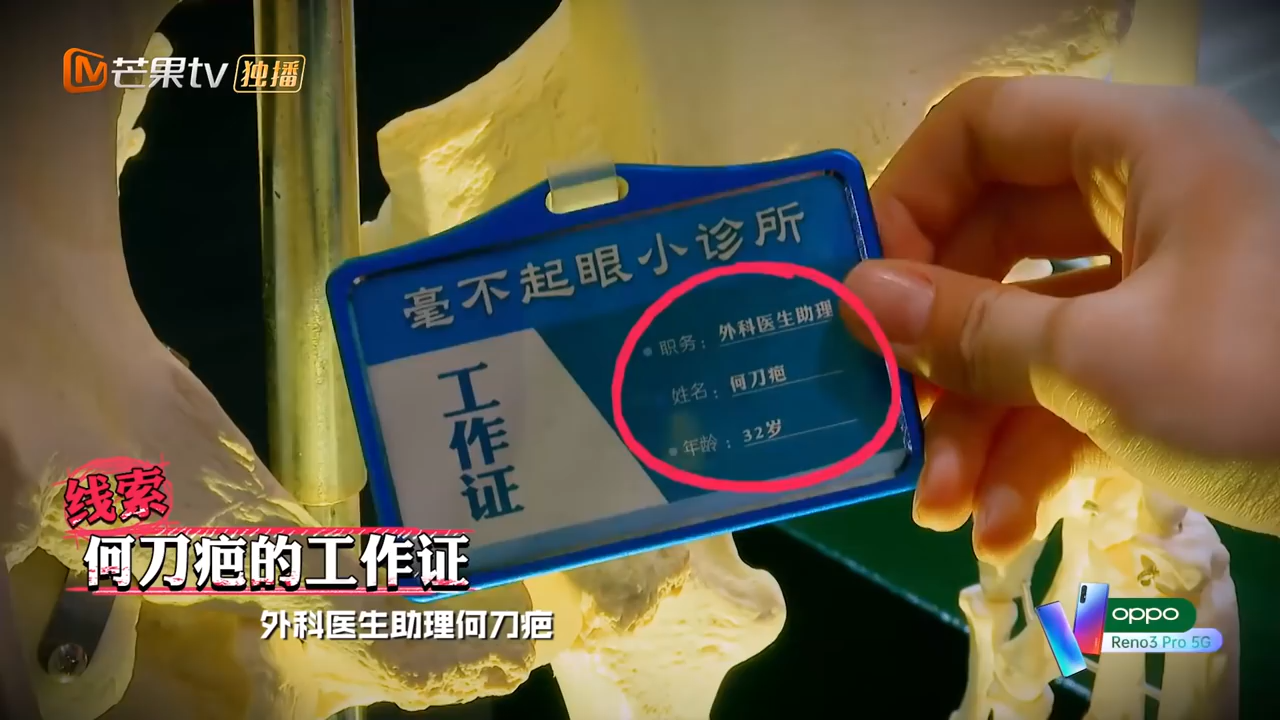 芒果tv 独播
毫不起眼小诊所
工作证
职务：外科医生助理
姓名：何刀疤
年龄：32岁
线索
何刀疤的工作证
外科医生助理何刀疤
oppo
Reno3 Pro 5G